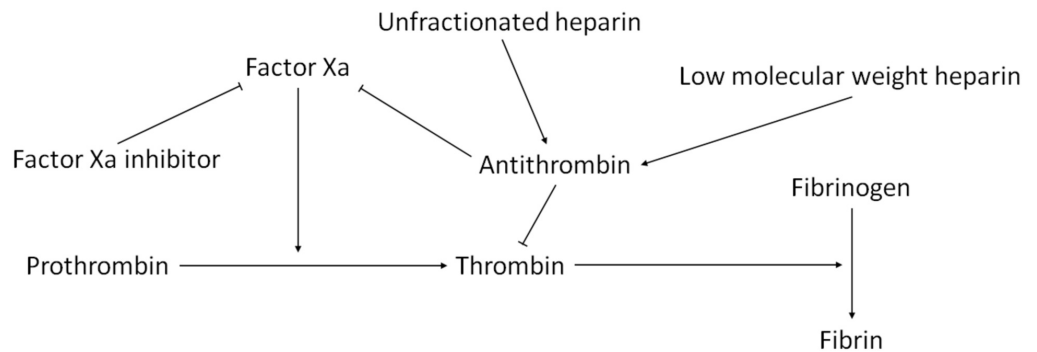 Unfractionated heparin
Factor Xa
Low molecular weight heparin
Factor Xa inhibitor
Antithrombin
Fibrinogen
Prothrombin
Thrombin
Fibrin